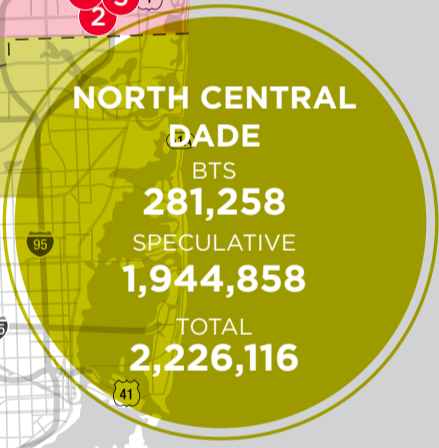 2
NORTH CENTRAL
DADE
BTS
281,258
SPECULATIVE
95
1,944,858
TOTAL
2,226,116
41